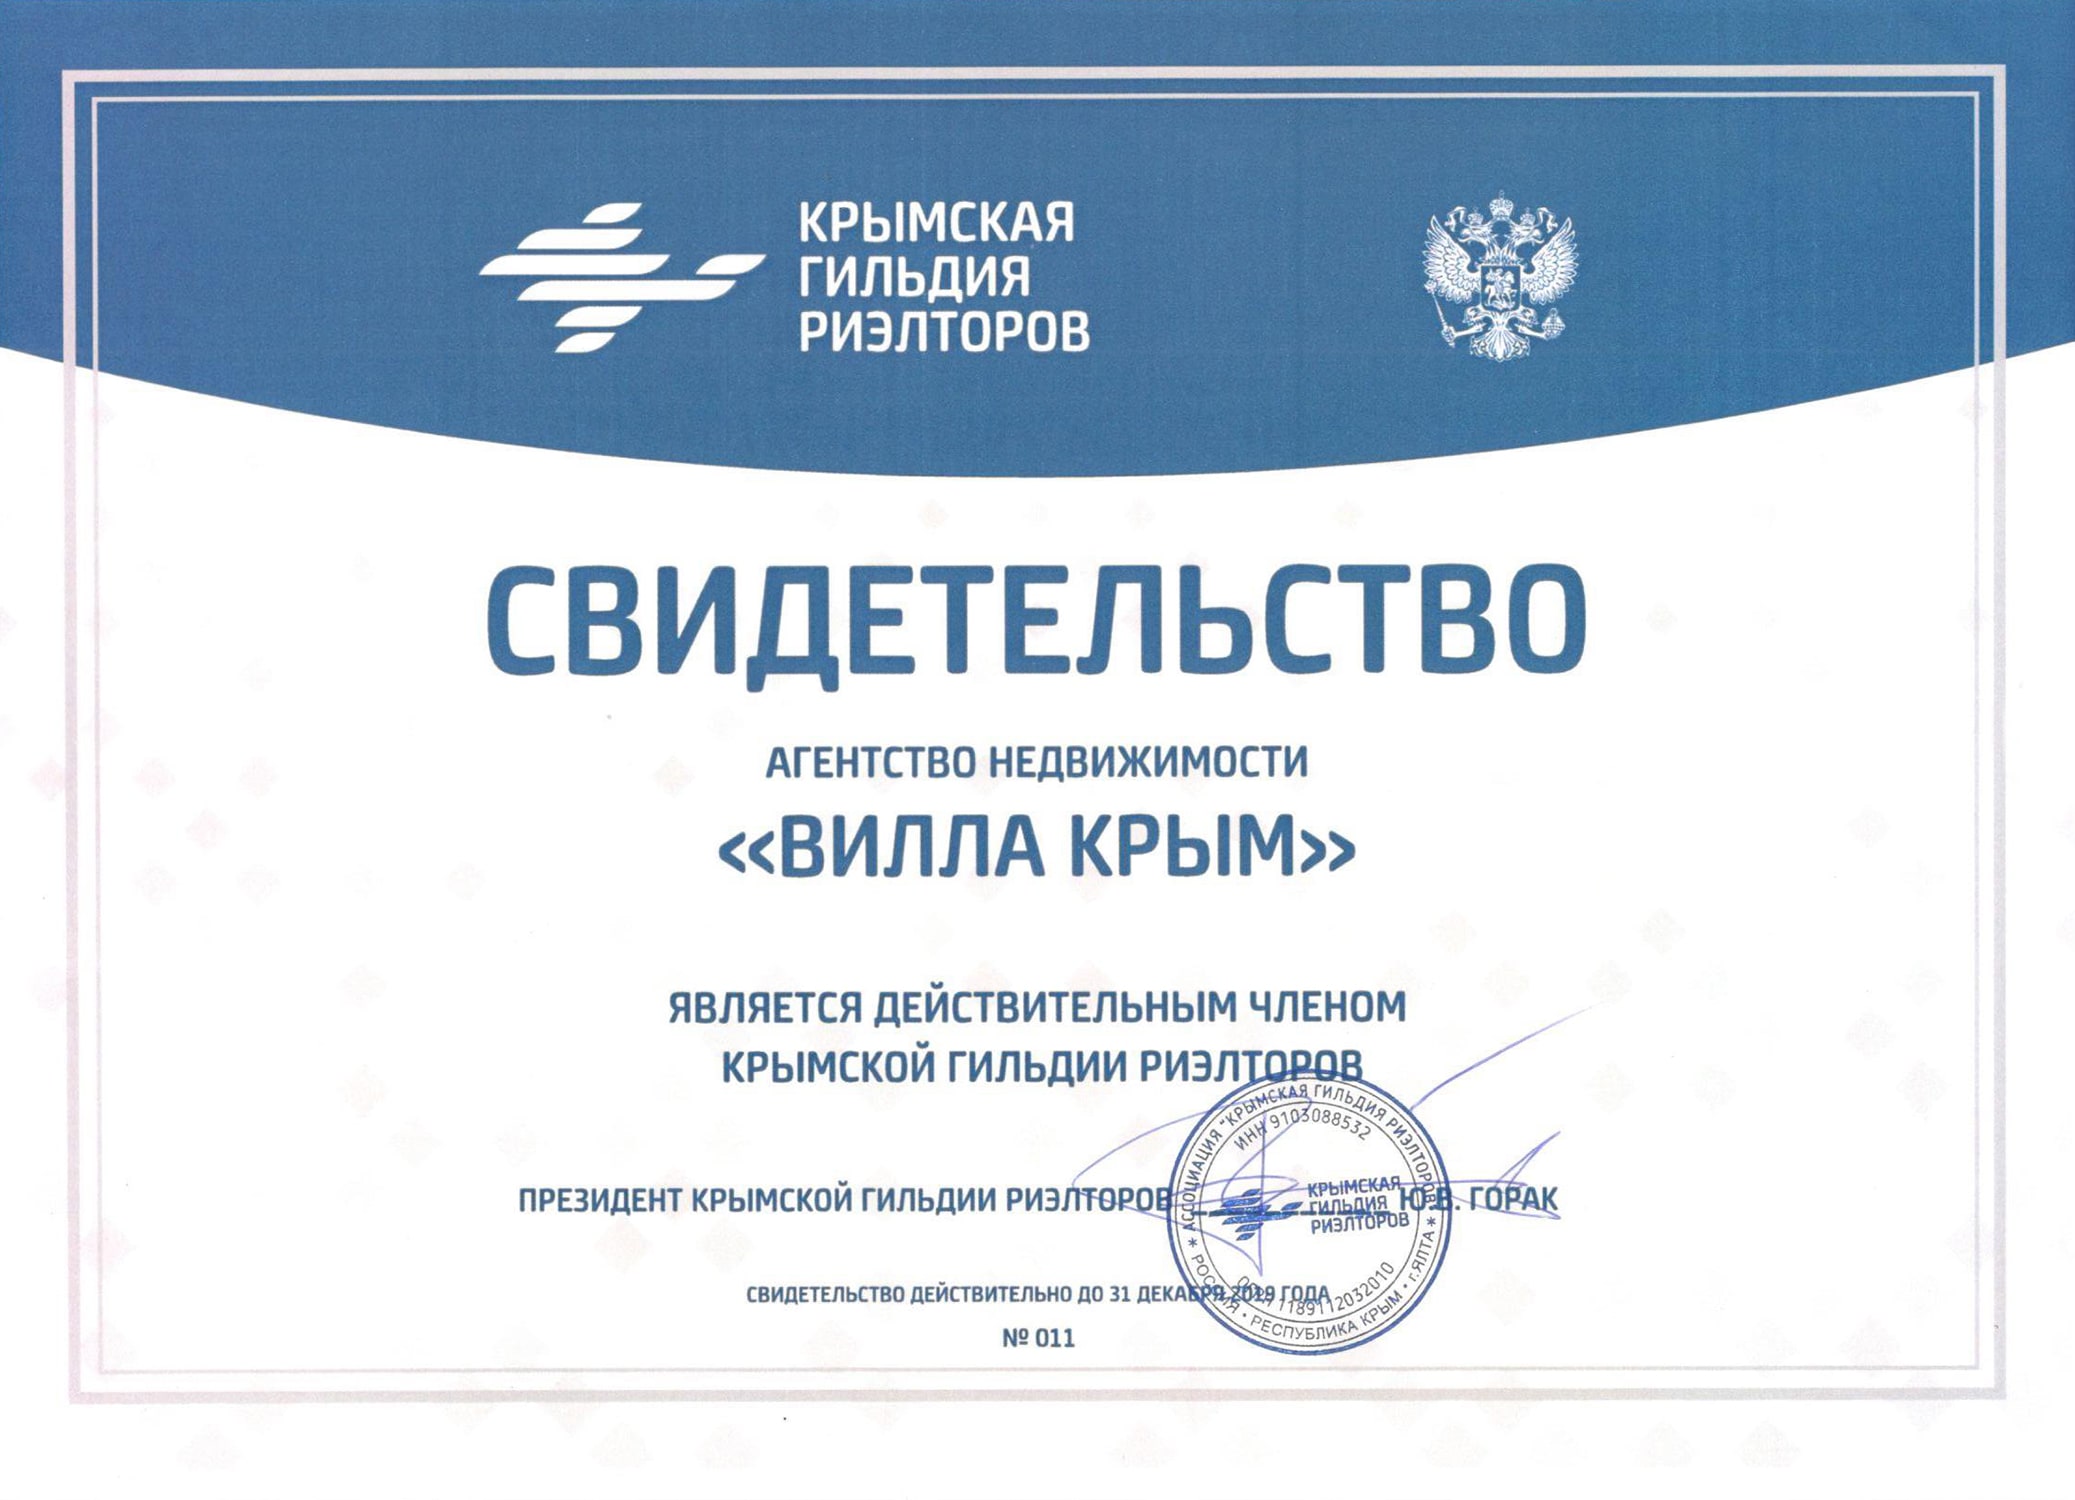 КРЫМСКАЯ
ГИЛЬДИЯ
РИЭЛТОРОВ
СВИДЕТЕЛЬСТВО
АГЕНТСТВО НЕДВИЖИМОСТИ
«ВИЛЛА КРЫМ»
ЯВЛЯЕТСЯ ДЕЙСТВИТЕЛЬНЫМ ЧЛЕНОМ
КРЫМСКОЙ ГИЛЬДИИ РИЭЛТОРОВ
ПРЕЗИДЕНТ КРЫМСКОЙ ГИЛЬДИИ РИЭЛТОРОВ Ю.В. ГОРАК
АССОЦИАЦИЯ "КРЫМСКАЯ ГИЛЬДИЯ РИЭЛТОРОВ"
ИНН 9103088532
КРЫМСКАЯ
ГИЛЬДИЯ
РИЭЛТОРОВ
ОГРН 1189112032010
* РОССИЯ • РЕСПУБЛИКА КРЫМ • г.ЯЛТА *
СВИДЕТЕЛЬСТВО ДЕЙСТВИТЕЛЬНО ДО 31 ДЕКАБРЯ 2019 ГОДА
№ 011